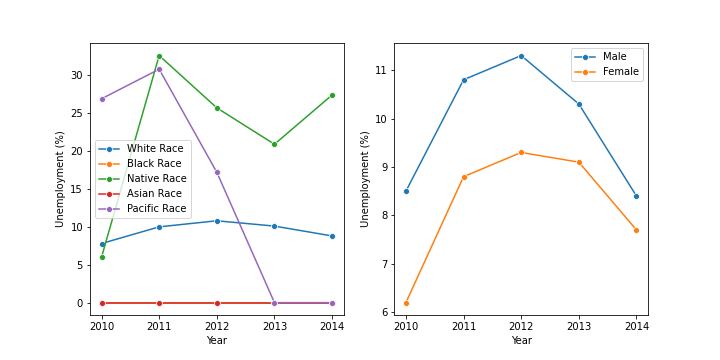 30
25
20
15
10
5
0
Unemployment (%)
White Race
Black Race
Native Race
Asian Race
Pacific Race
2010 2011 2012 2013 2014
Year
11
10
9
8
7
6
Unemployment (%)
Male
Female
2010 2011 2012 2013 2014
Year